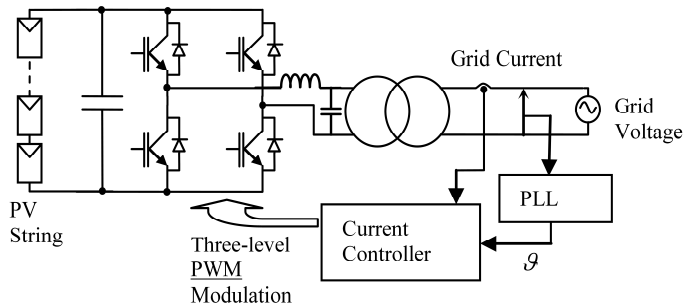 Grid Current
Grid
Voltage
PV
String
PLL
Current
Controller
Three-level
PWM
Modulation
ϑ